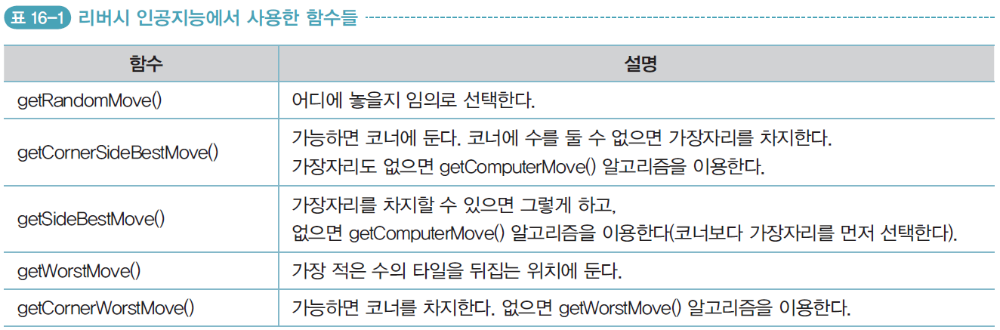 표 16-1 리버시 인공지능에서 사용한 함수들
함수 설명
getRandomMove() 어디에 놓을지 임의로 선택한다.
getCornerSideBestMove() 가능하면 코너에 둔다. 코너에 수를 둘 수 없으면 가장자리를 차지한다.
가장자리도 없으면 getComputerMove() 알고리즘을 이용한다.
getSideBestMove() 가장자리를 차지할 수 있으면 그렇게 하고,
없으면 getComputerMove() 알고리즘을 이용한다(코너보다 가장자리를 먼저 선택한다).
getWorstMove() 가장 적은 수의 타일을 뒤집는 위치에 둔다.
getCornerWorstMove() 가능하면 코너를 차지한다. 없으면 getWorstMove() 알고리즘을 이용한다.